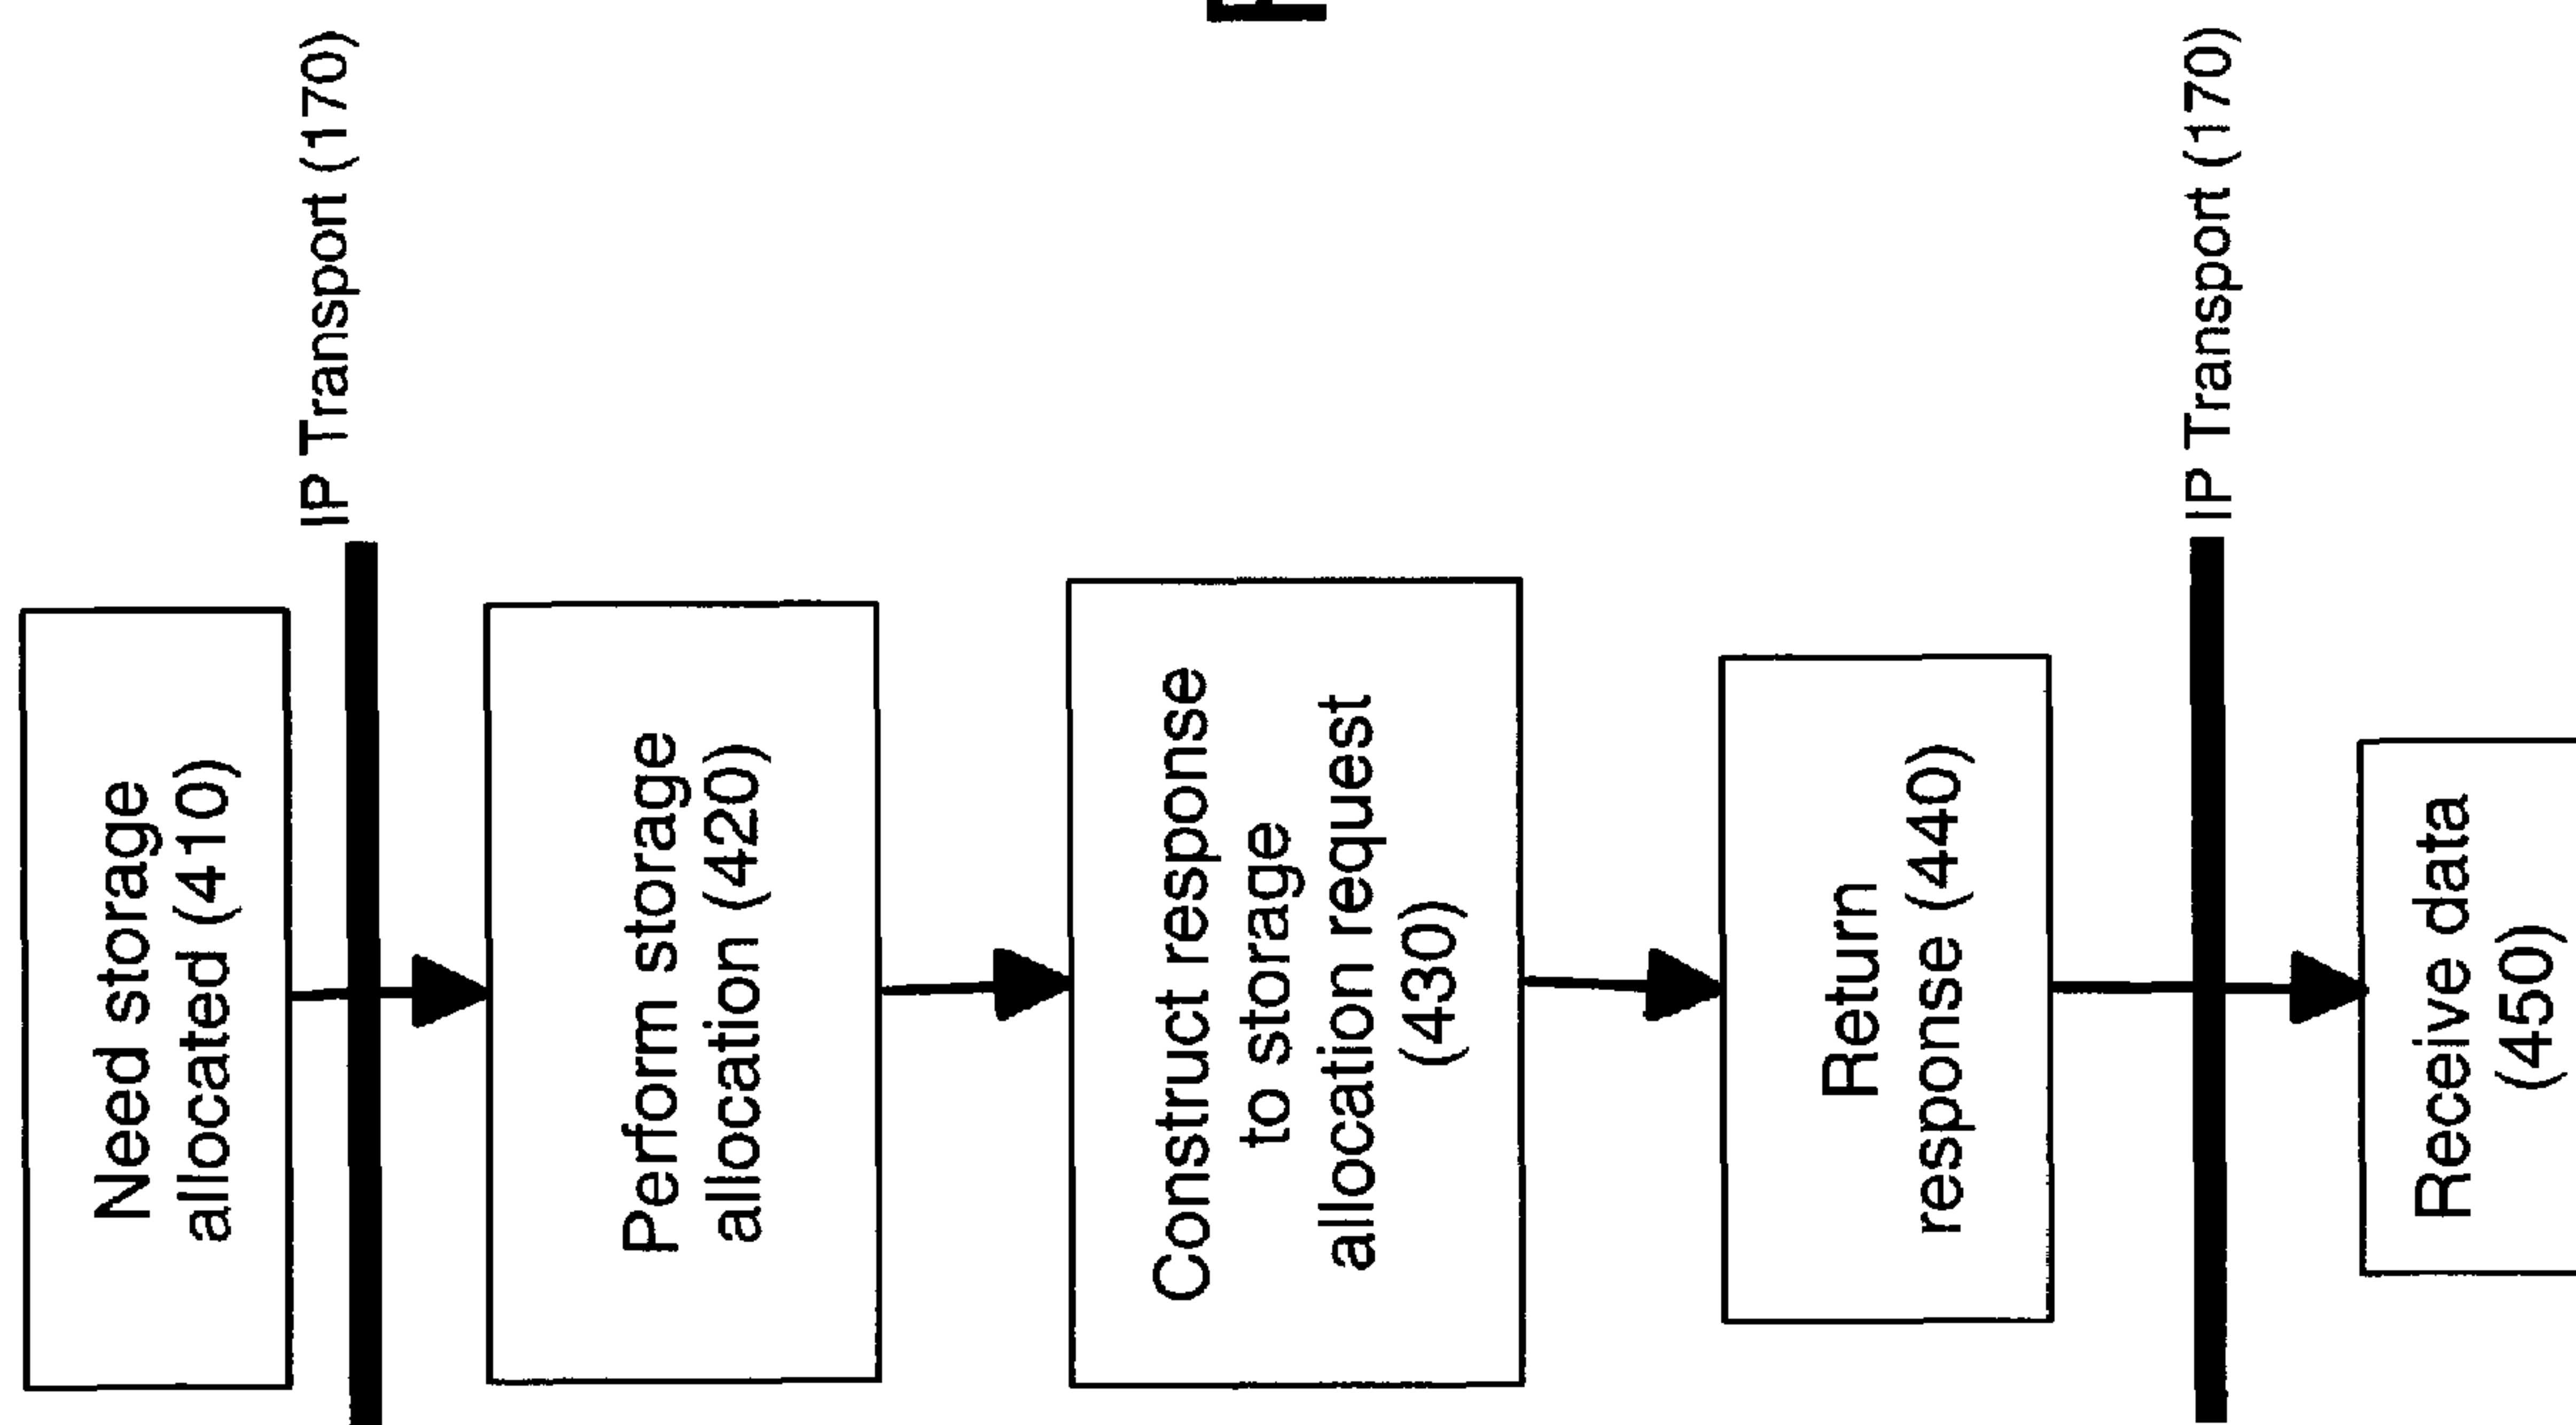 Need storage
allocated (410)
IP Transport (170)
Perform storage
allocation (420)
Construct response
to storage
allocation request
(430)
Return
response (440)
IP Transport (170)
Receive data
(450)